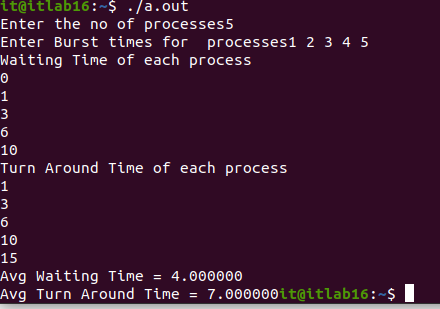 it@itlab16:~$ ./a.out
Enter the no of processes5
Enter Burst times for  processes1 2 3 4 5
Waiting Time of each process
0
1
3
6
10
Turn Around Time of each process
1
3
6
10
15
Avg Waiting Time = 4.000000
Avg Turn Around Time = 7.000000it@itlab16:~$